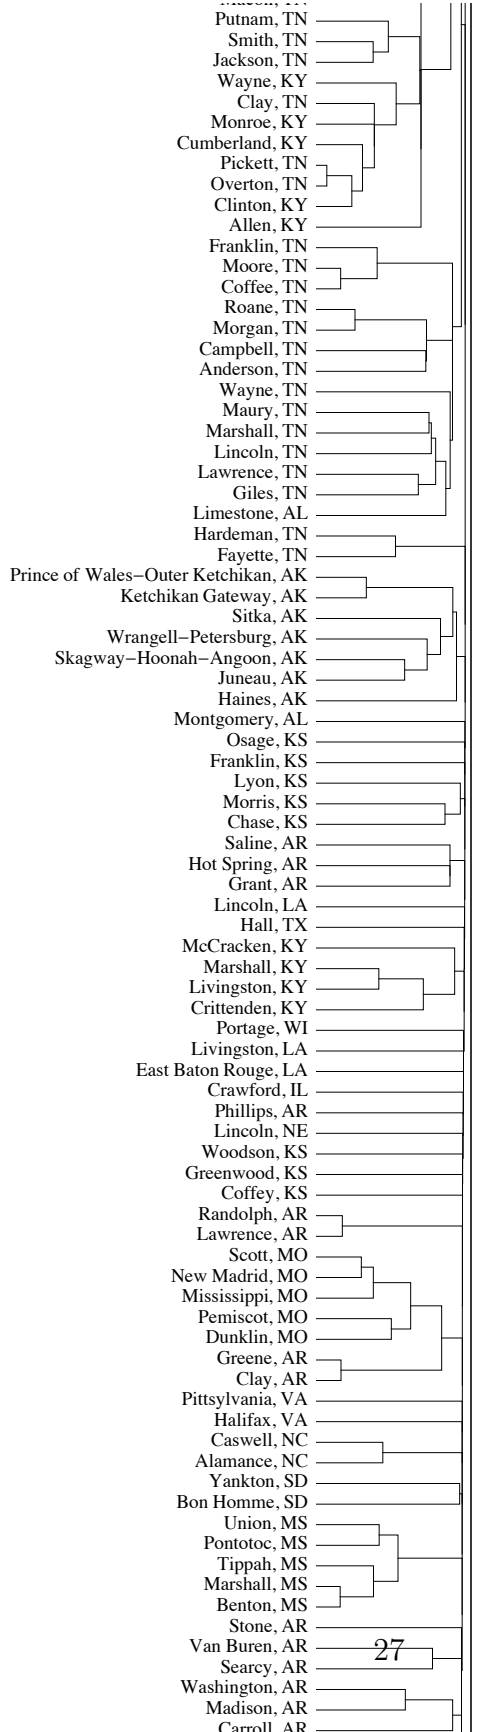 Macon, TN
Putnam, TN
Smith, TN
Jackson, TN
Wayne, KY
Clay, TN
Monroe, KY
Cumberland, KY
Pickett, TN
Overton, TN
Clinton, KY
Allen, KY
Franklin, TN
Moore, TN
Coffee, TN
Roane, TN
Morgan, TN
Campbell, TN
Anderson, TN
Wayne, TN
Maury, TN
Marshall, TN
Lincoln, TN
Lawrence, TN
Giles, TN
Limestone, AL
Hardeman, TN
Fayette, TN
Prince of Wales−Outer Ketchikan, AK
Ketchikan Gateway, AK
Sitka, AK
Wrangell−Petersburg, AK
Skagway−Hoonah−Angoon, AK
Juneau, AK
Haines, AK
Montgomery, AL
Osage, KS
Franklin, KS
Lyon, KS
Morris, KS
Chase, KS
Saline, AR
Hot Spring, AR
Grant, AR
Lincoln, LA
Hall, TX
McCracken, KY
Marshall, KY
Livingston, KY
Crittenden, KY
Portage, WI
Livingston, LA
East Baton Rouge, LA
Crawford, IL
Phillips, AR
Lincoln, NE
Woodson, KS
Greenwood, KS
Coffey, KS
Randolph, AR
Lawrence, AR
Scott, MO
New Madrid, MO
Mississippi, MO
Pemiscot, MO
Dunklin, MO
Greene, AR
Clay, AR
Pittsylvania, VA
Halifax, VA
Caswell, NC
Alamance, NC
Yankton, SD
Bon Homme, SD
Union, MS
Pontotoc, MS
Tippah, MS
Marshall, MS
Benton, MS
Stone, AR
Van Buren, AR
27
Searcy, AR
Washington, AR
Madison, AR
Carroll, AR